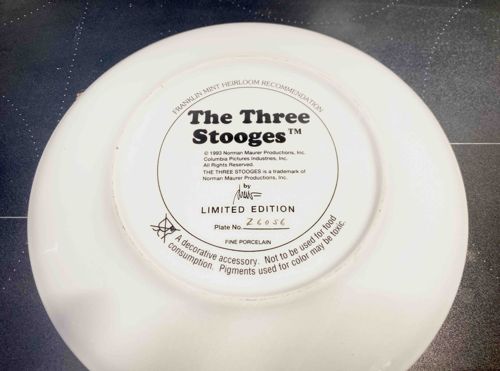 FRANKLIN MINT HEIRLOOM RECOMMENDATION
The Three
Stooges™
© 1993 Norman Maurer Productions, Inc.
Columbia Pictures Industries, Inc.
All Rights Reserved.
THE THREE STOOGES is a trademark of
Norman Maurer Productions, Inc.
by
LIMITED EDITION
Plate No. Z6056
FINE PORCELAIN
A decorative accessory. Not to be used for food
consumption. Pigments used for color may be toxic.